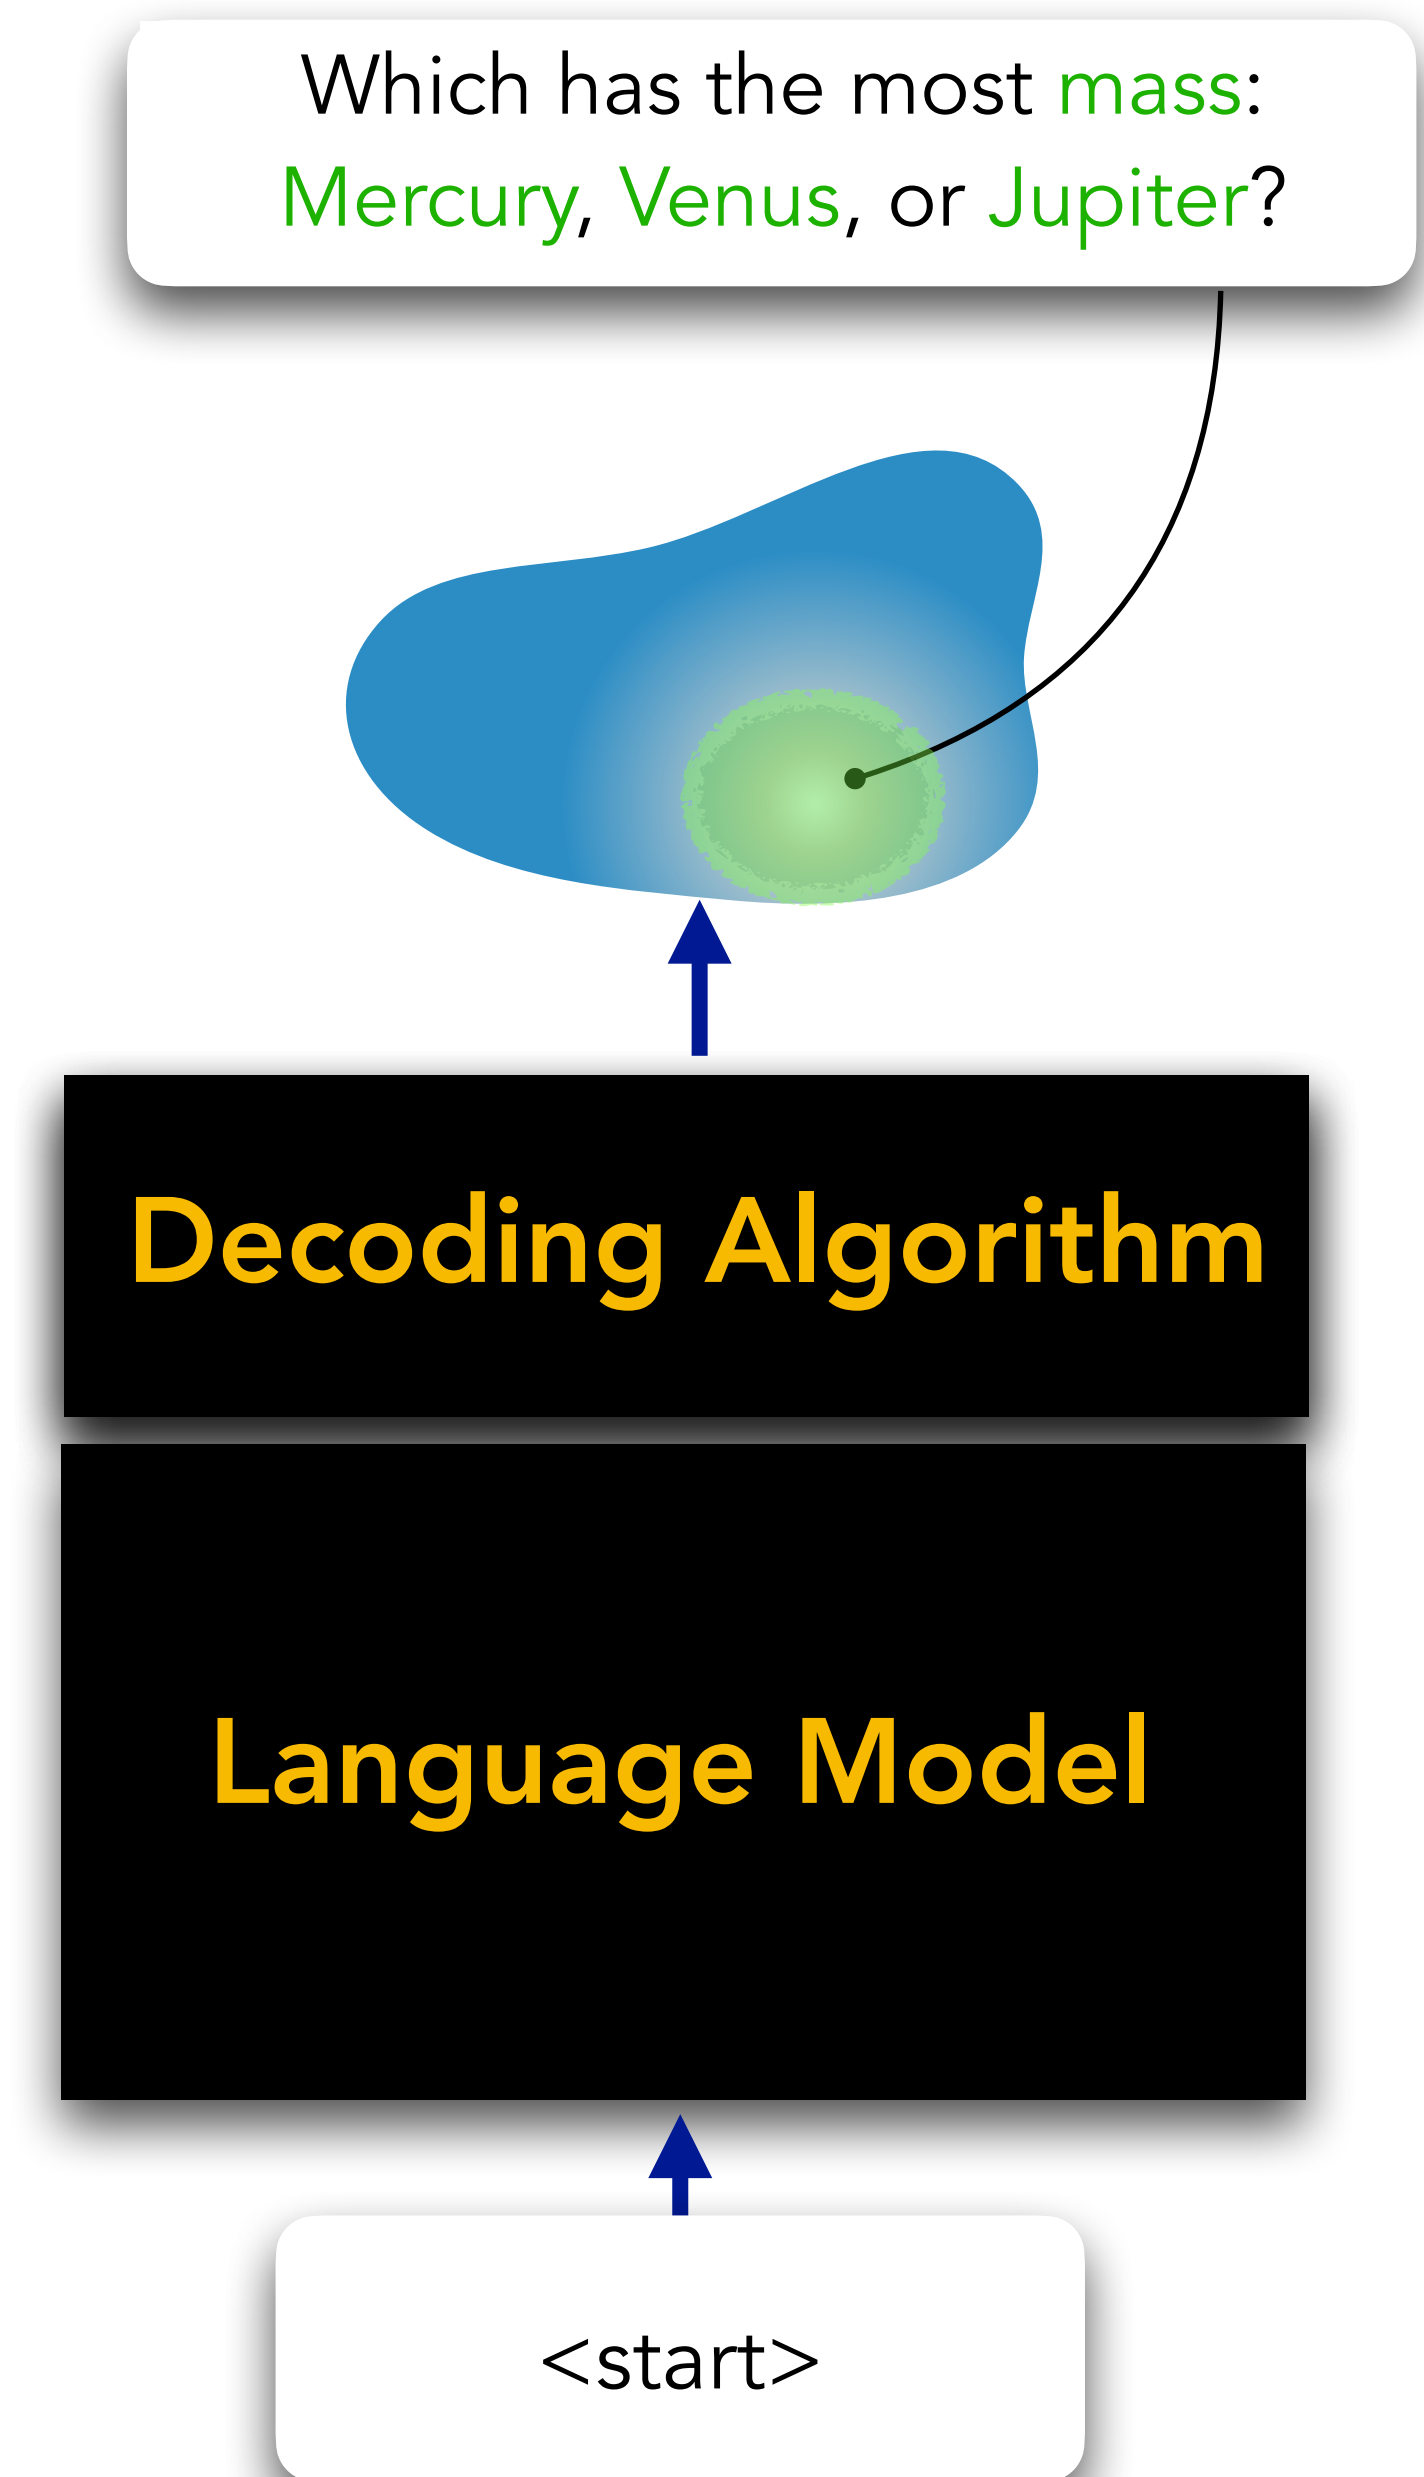 Which has the most mass:
Mercury, Venus, or Jupiter?
Decoding Algorithm
Language Model
<start>